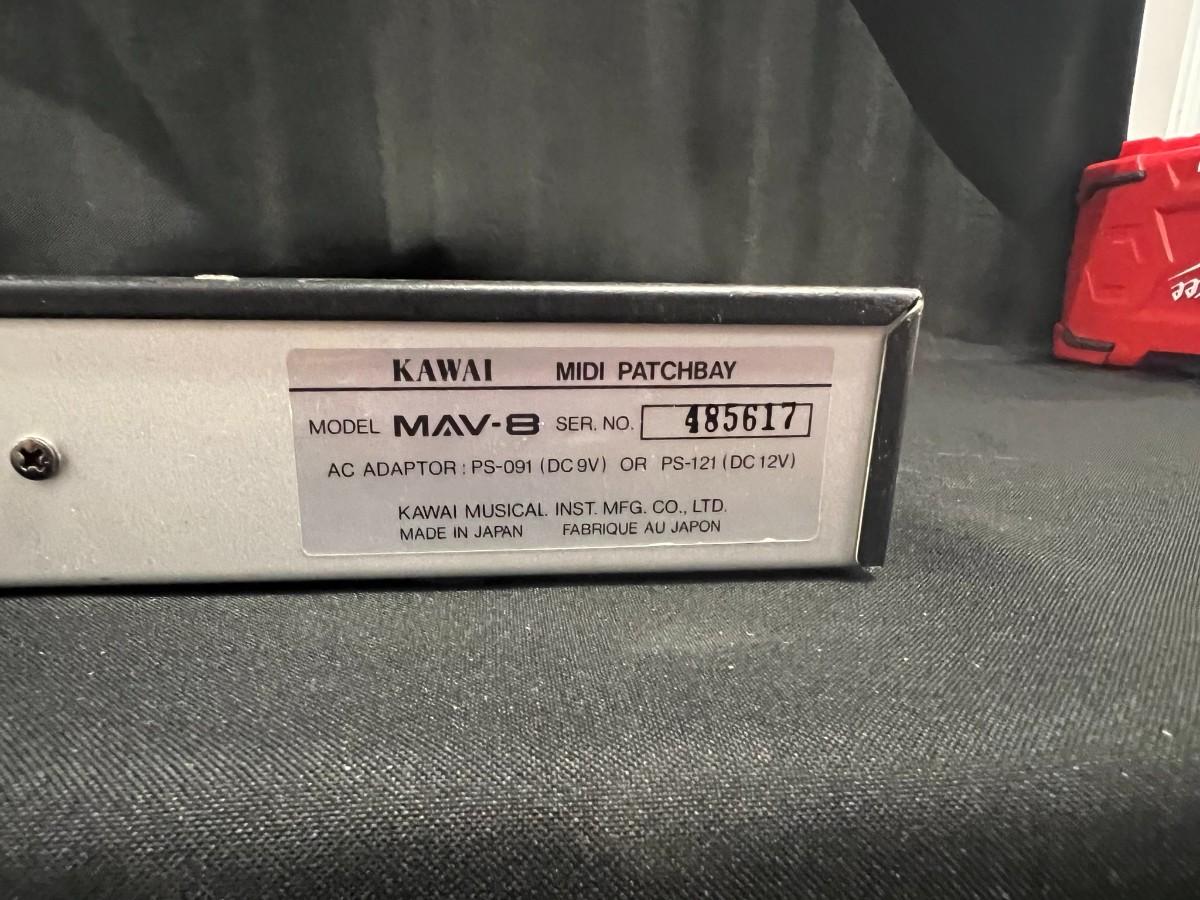 KAWAI MIDI PATCHBAY
MODEL MAV-8 SER. NO. 485617
AC ADAPTOR : PS-091 (DC 9V) OR PS-121 (DC 12V)
KAWAI MUSICAL INST. MFG. CO., LTD.
MADE IN JAPAN FABRIQUE AU JAPON